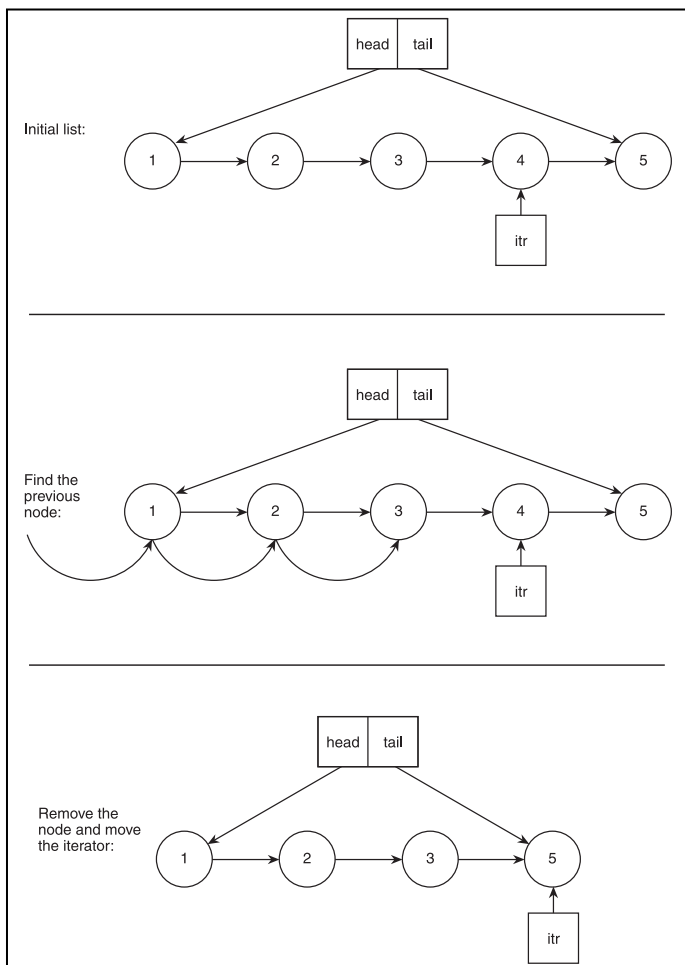 head tail
Initial list:
1 2 3 4 5
itr
head tail
Find the
previous
node:
1 2 3 4 5
itr
head tail
Remove the
node and move
the iterator:
1 2 3 5
itr